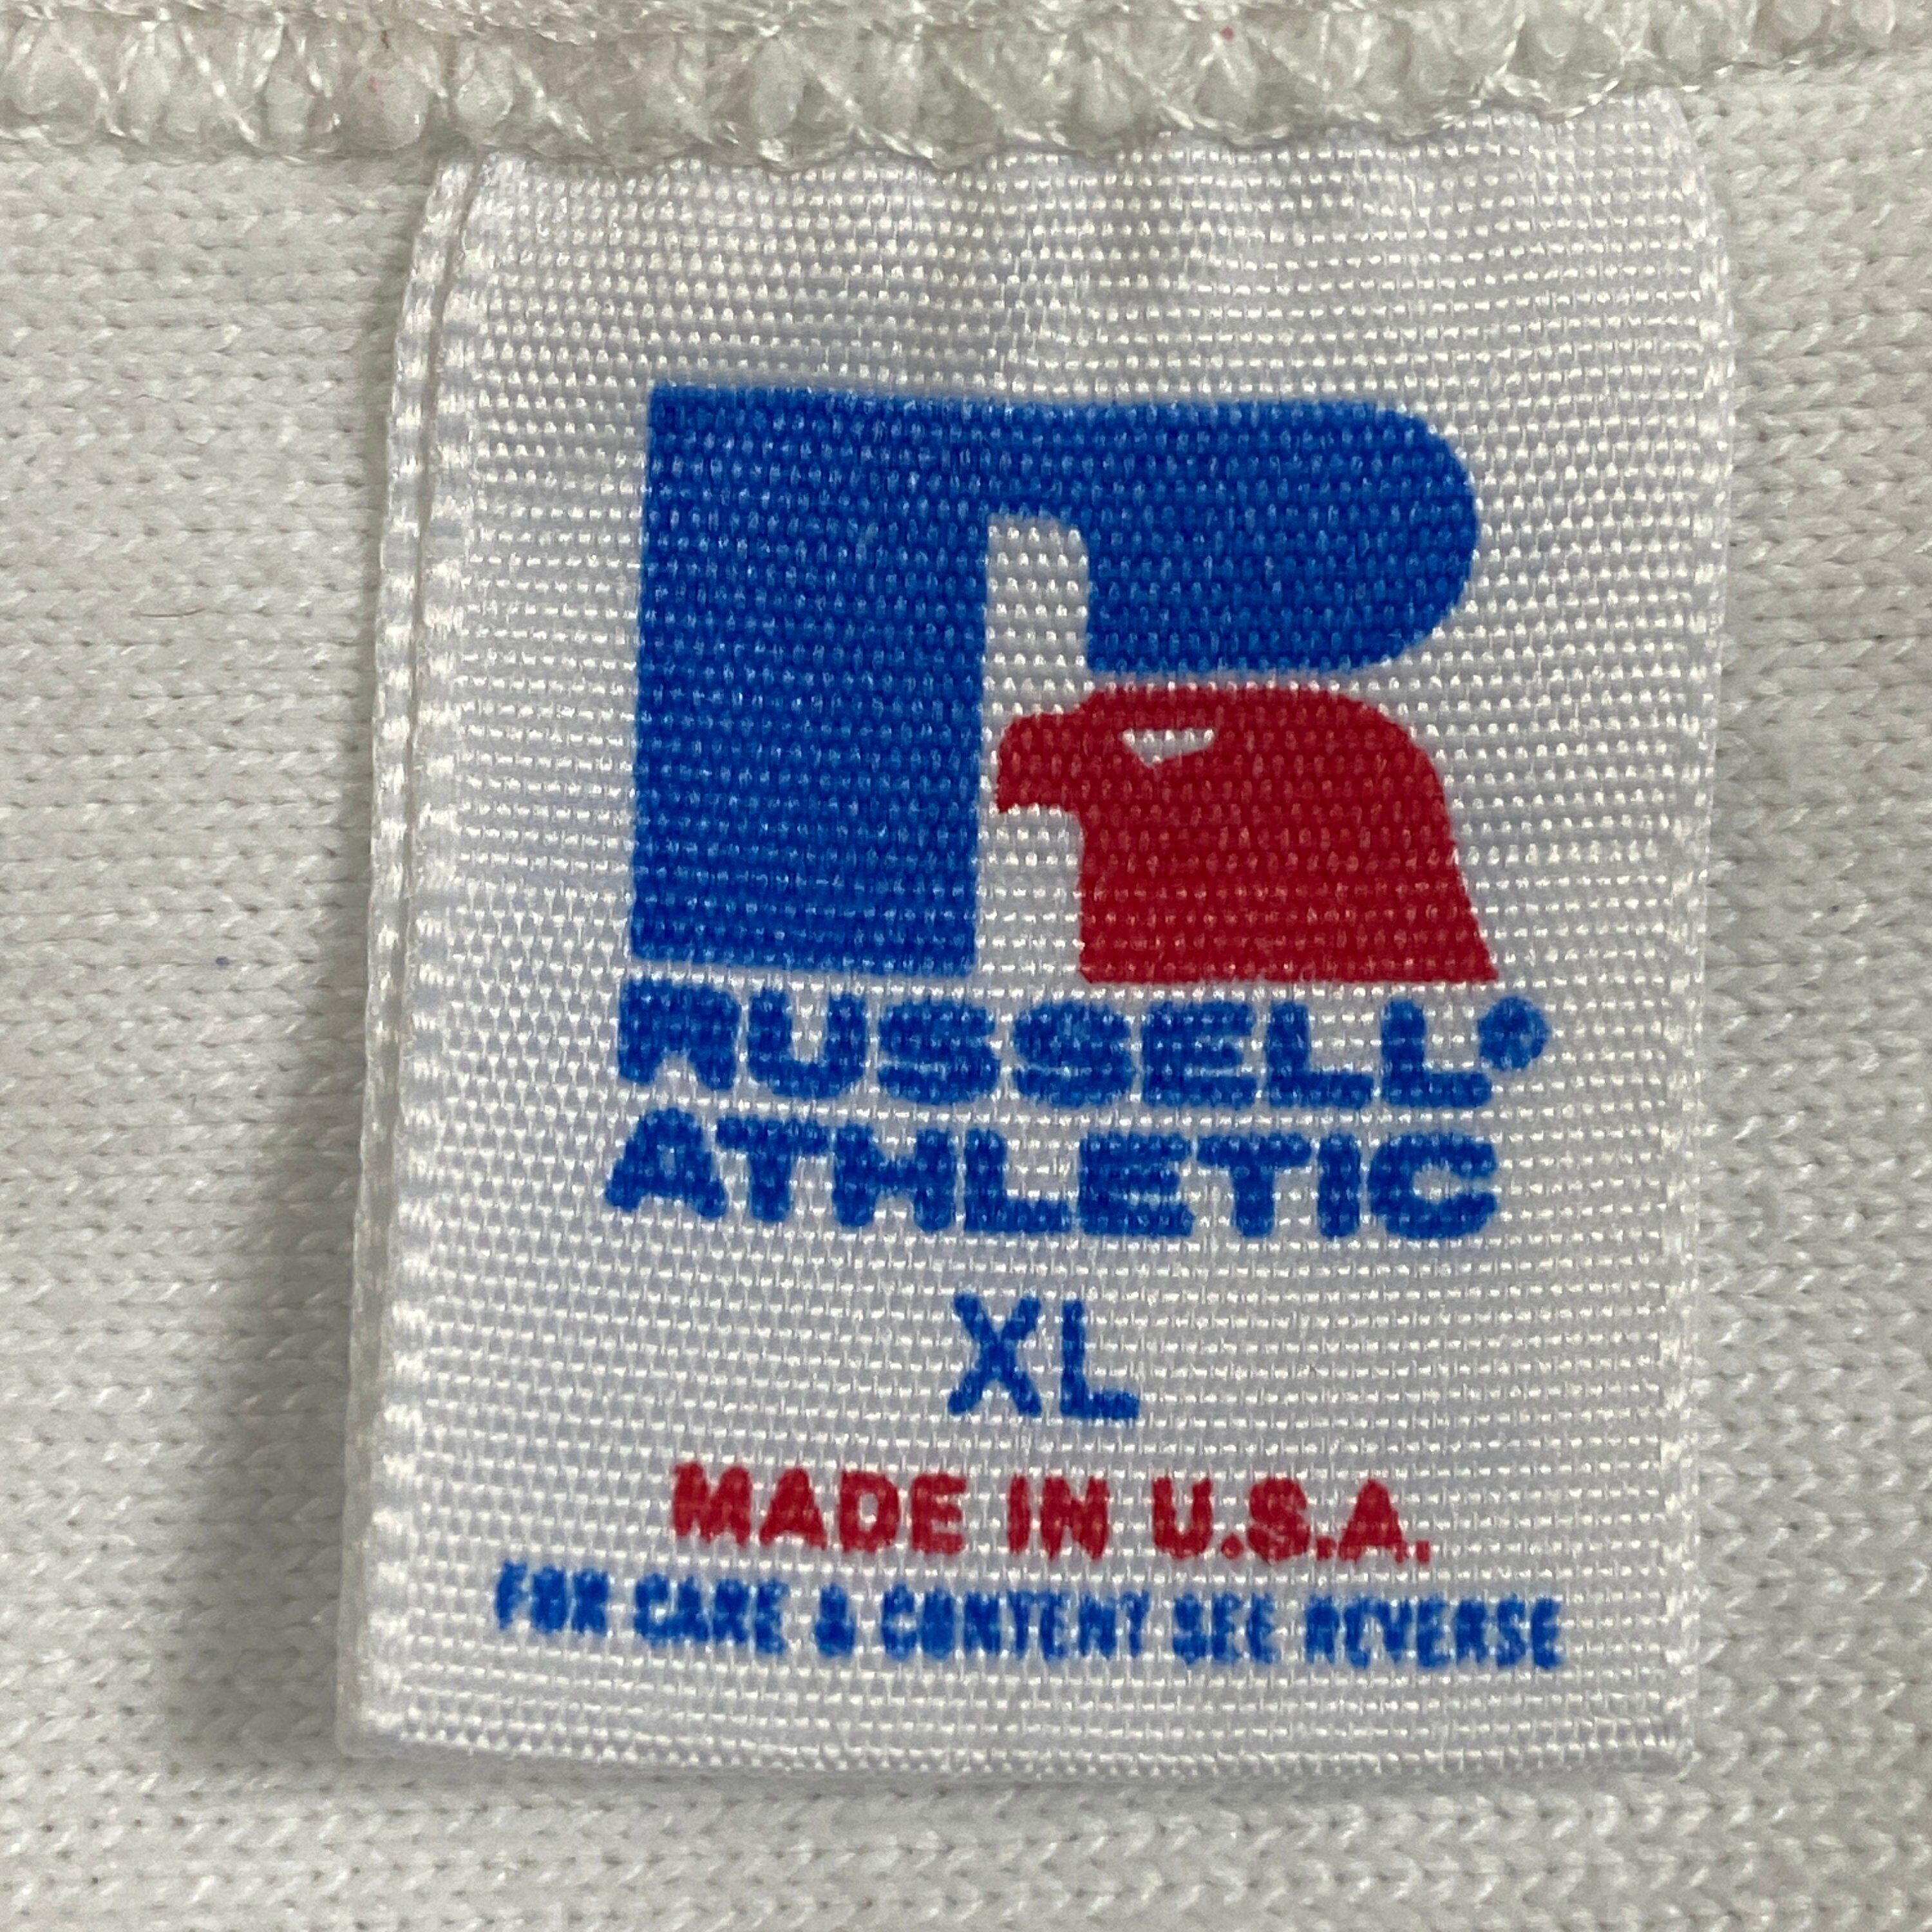 RUSSELL®
ATHLETIC
XL
MADE IN U.S.A.
FOR CARE & CONTENT SEE REVERSE